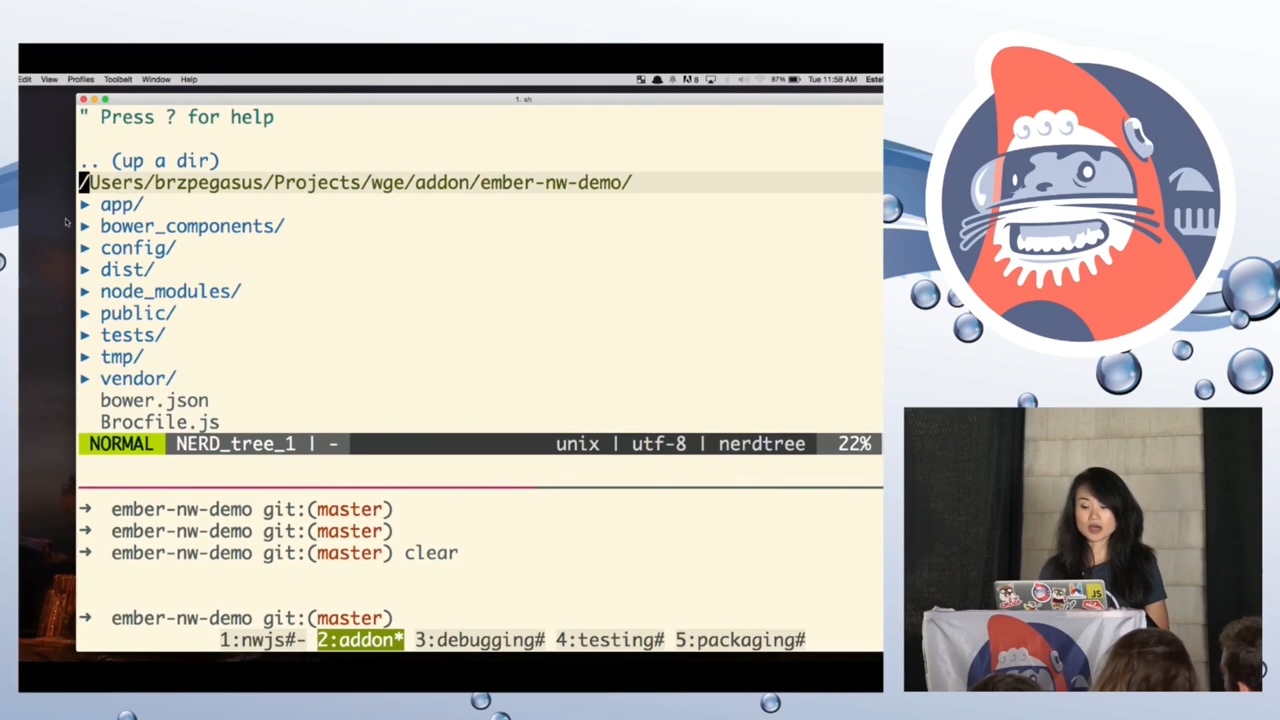 Edit View Profiles Toolbelt Window Help
8 87% Tue 11:58 AM Estel
1. sh
" Press ? for help
.. (up a dir)
/Users/brzpegasus/Projects/wge/addon/ember-nw-demo/
▸ app/
▸ bower_components/
▸ config/
▸ dist/
▸ node_modules/
▸ public/
▸ tests/
▸ tmp/
▸ vendor/
bower.json
Brocfile.js
NORMAL NERD_tree_1 | - unix | utf-8 | nerdtree 22%
→ ember-nw-demo git:(master)
→ ember-nw-demo git:(master)
→ ember-nw-demo git:(master) clear
→ ember-nw-demo git:(master)
1:nwjs#- 2:addon* 3:debugging# 4:testing# 5:packaging#
JS